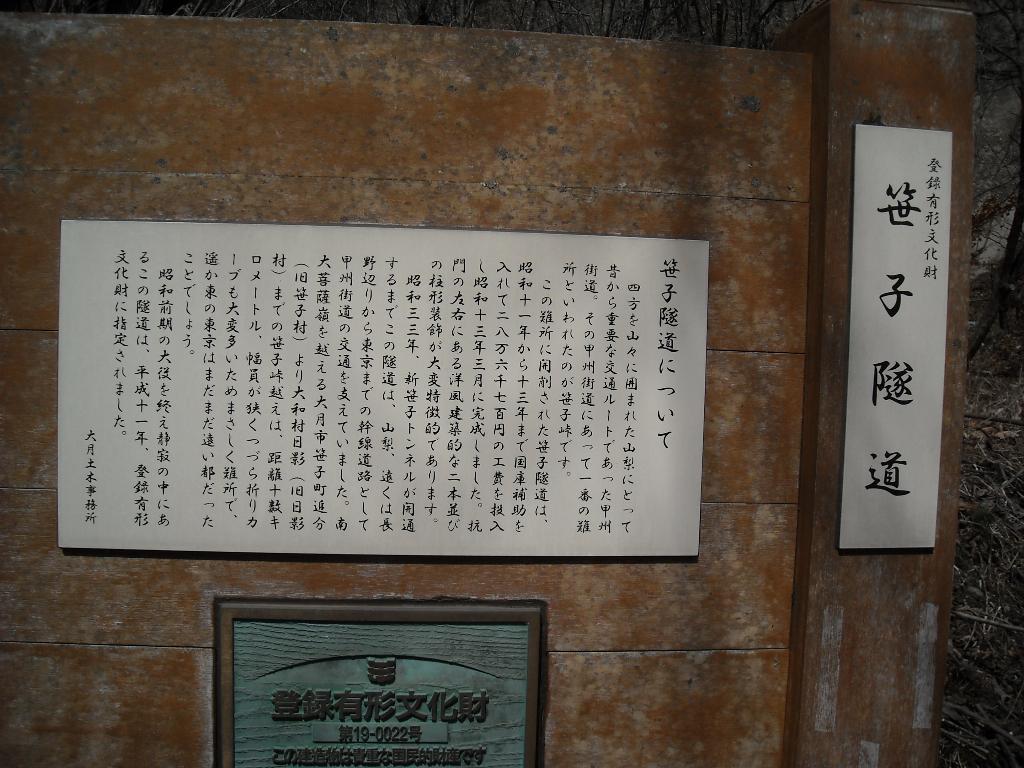 登録有形文化財
笹子隧道
笹子隧道について
四方を山々に囲まれた山梨にとって
昔から重要な交通ルートであった甲州
街道。その甲州街道にあって一番の難
所といわれたのが笹子峠です。
この難所に開削された笹子隧道は、
昭和十一年から十三年まで国庫補助を
入れて二八万六千七百円の工費を投入
し昭和十三年三月に完成しました。抗
門の左右にある洋風建築的な二本並び
の柱形装飾が大変特徴的であります。
昭和三三年、新笹子トンネルが開通
するまでこの隧道は、山梨、遠くは長
野辺りから東京までの幹線道路として
甲州街道の交通を支えていました。南
大菩薩嶺を越える大月市笹子町追分
(旧笹子村)より大和村日影(旧日影
村)までの笹子峠越えは、距離十数キ
ロメートル、幅員が狭くつづら折りカ
ーブも大変多いためまさしく難所で、
遥か東の東京はまだまだ遠い都だった
ことでしょう。
昭和前期の大役を終え静寂の中にあ
るこの隧道は、平成十一年、登録有形
文化財に指定されました。
大月土木事務所
登録有形文化財
第19-0022号
この建造物は貴重な国民的財産です